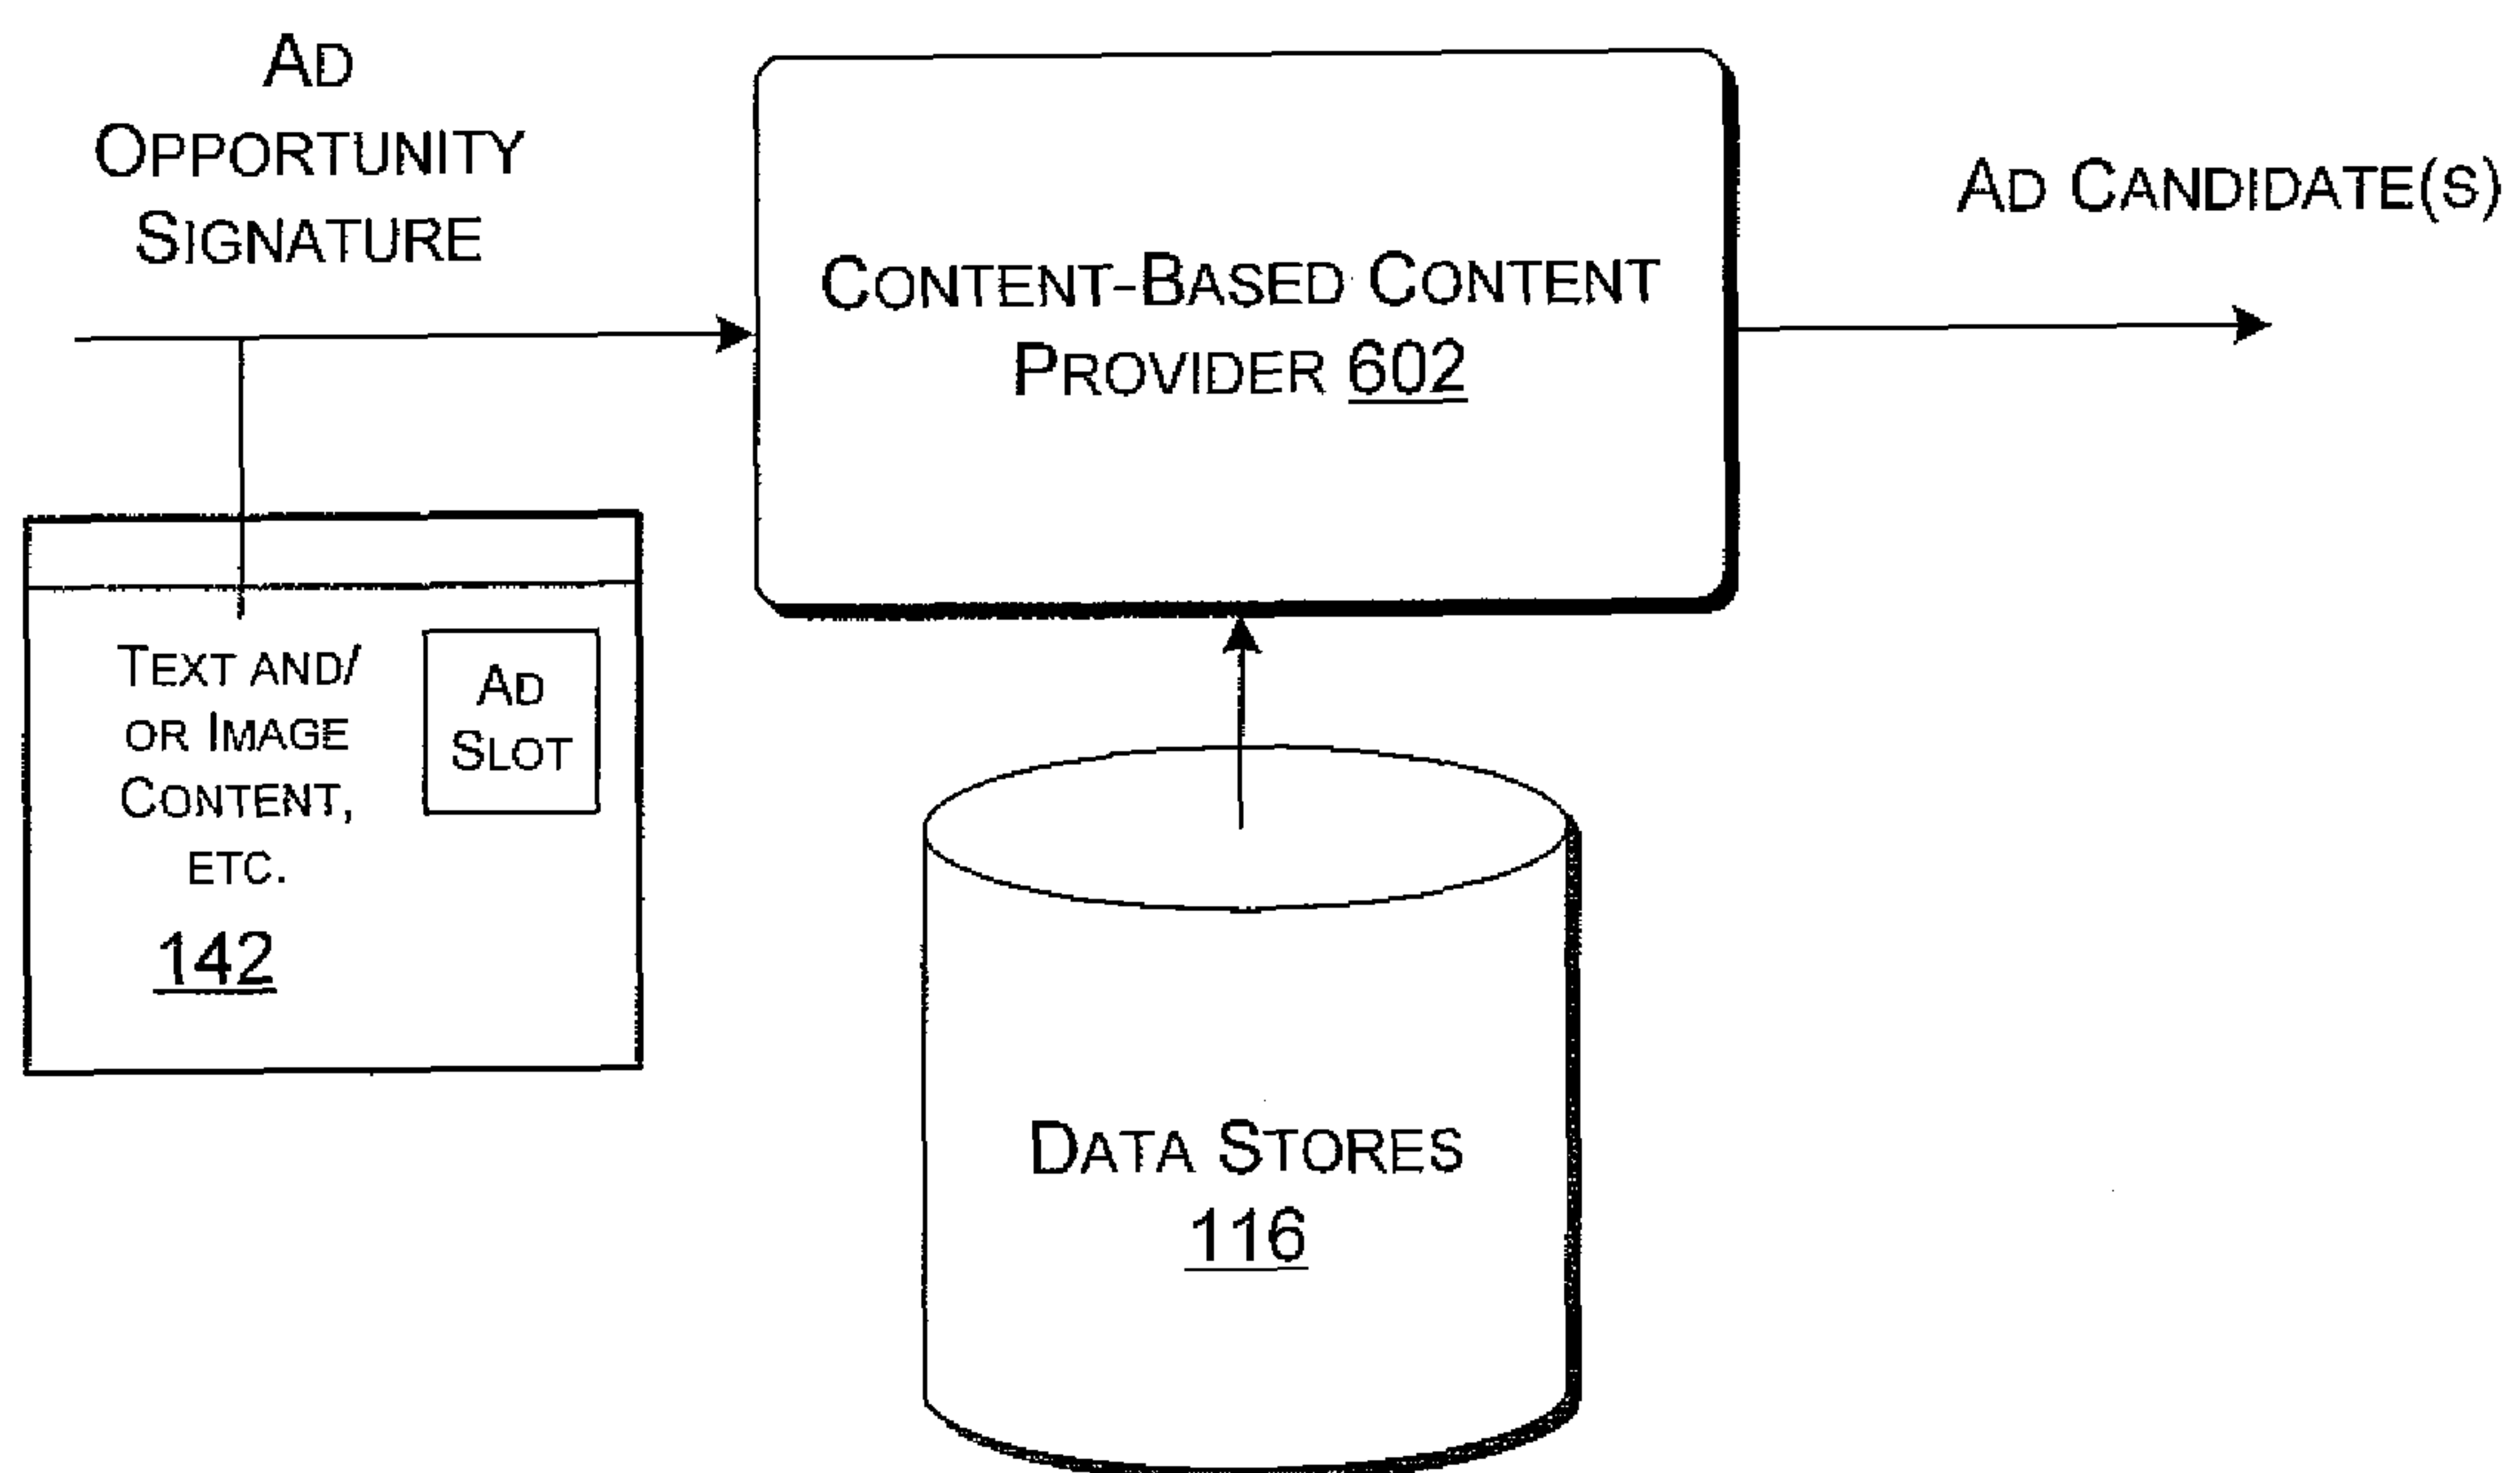 AD
OPPORTUNITY
SIGNATURE
CONTENT-BASED CONTENT
PROVIDER 602
AD CANDIDATE(S)
TEXT AND/
OR IMAGE
CONTENT,
ETC.
142
AD
SLOT
DATA STORES
116